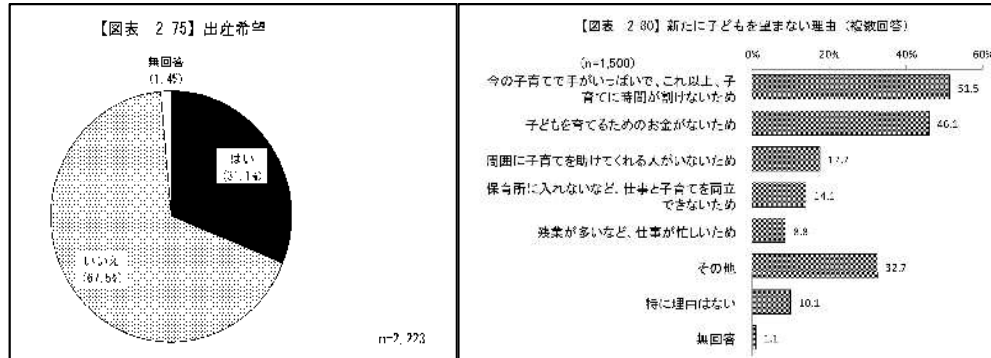 【図表 2 75】出産希望
無回答
(1.4%)
はい
(31.1%)
いいえ
(67.5%)
n=2,223
【図表 2 80】新たに子どもを望まない理由（複数回答）
0% 20% 40% 60%
(n=1,500)
今の子育てで手がいっぱいで、これ以上、子
育てに時間が割けないため
51.5
子どもを育てるためのお金がないため
周囲に子育てを助けてくれる人がいないため
保育所に入れないなど、仕事と子育てを両立
できないため
残業が多いなど、仕事が忙しいため
8.8
その他
32.7
特に理由はない
10.1
無回答
1.1